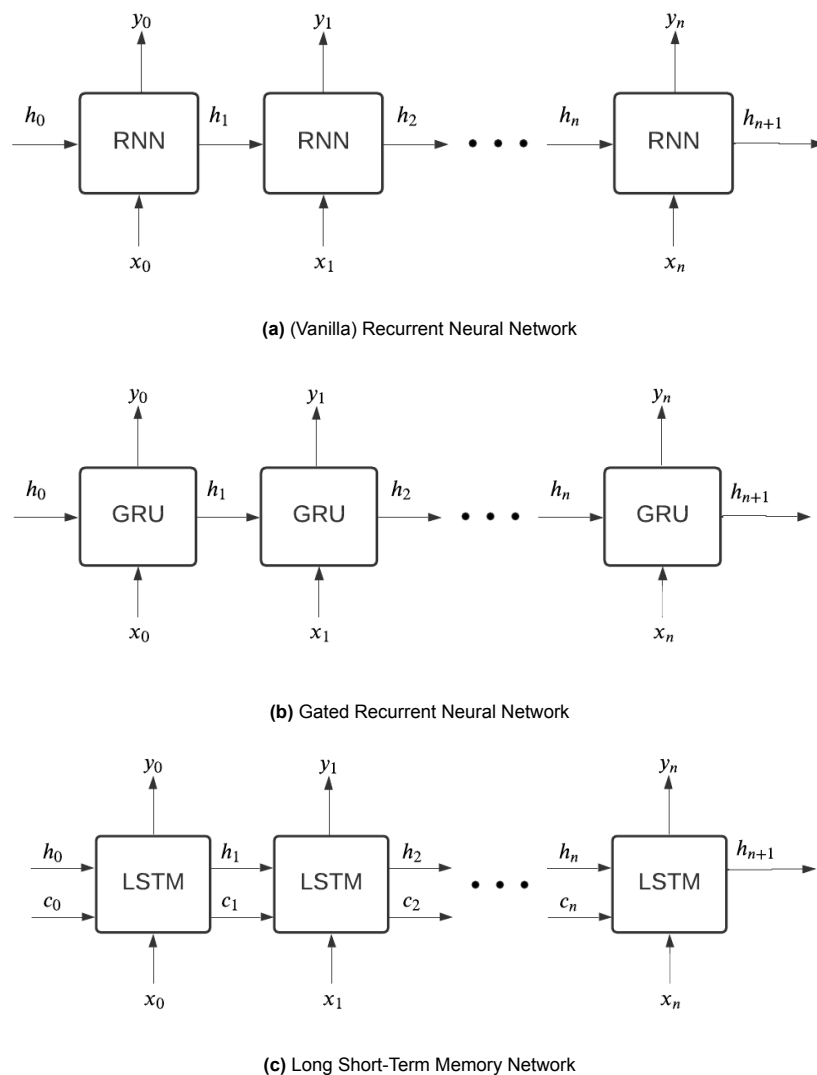 y₀ y₁ yₙ
h₀ RNN h₁ RNN h₂ • • • hₙ RNN hₙ₊₁
x₀ x₁ xₙ
(a) (Vanilla) Recurrent Neural Network
y₀ y₁ yₙ
h₀ GRU h₁ GRU h₂ • • • hₙ GRU hₙ₊₁
x₀ x₁ xₙ
(b) Gated Recurrent Neural Network
y₀ y₁ yₙ
h₀ h₁ h₂ hₙ hₙ₊₁
LSTM LSTM • • • LSTM
c₀ c₁ c₂ cₙ
x₀ x₁ xₙ
(c) Long Short-Term Memory Network